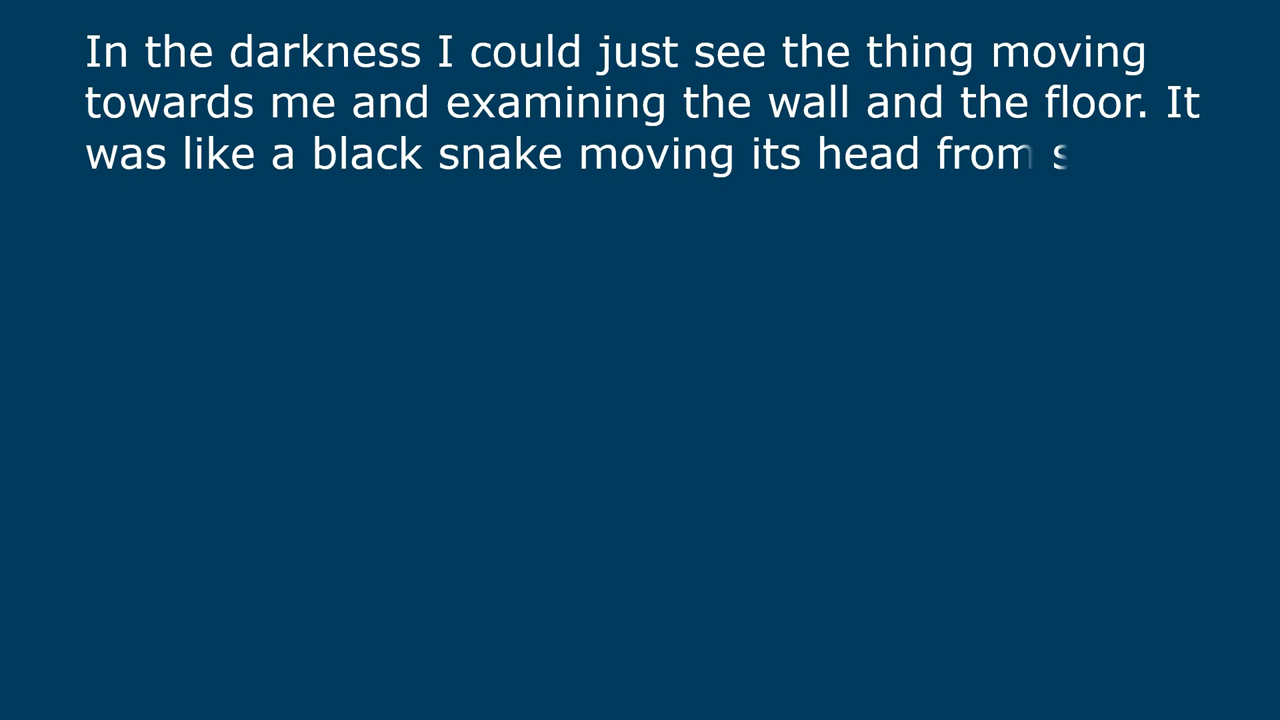 In the darkness I could just see the thing moving
towards me and examining the wall and the floor. It
was like a black snake moving its head from